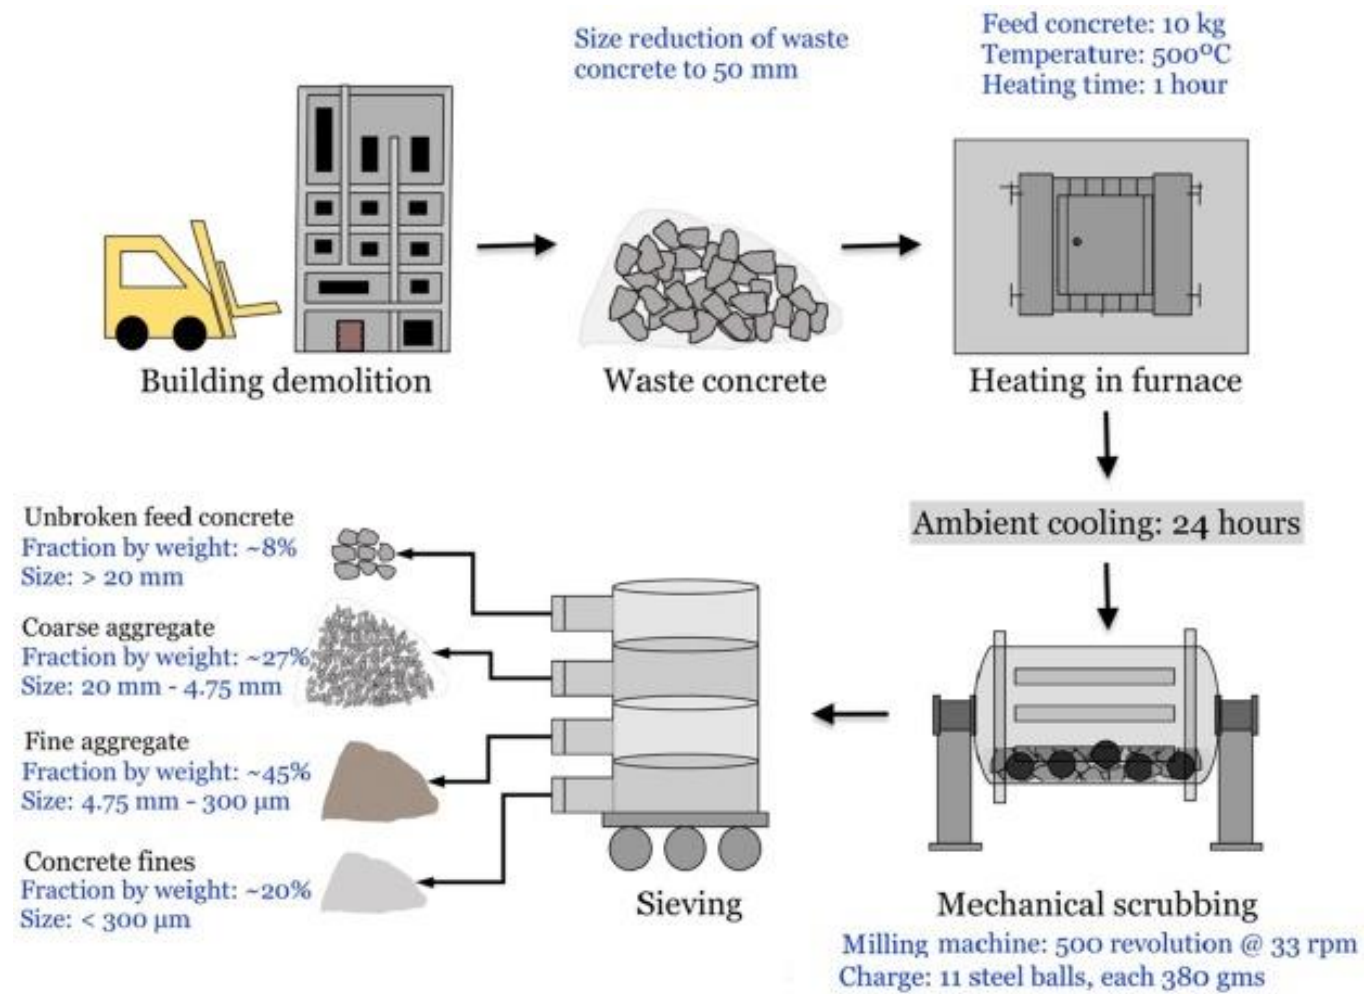 Size reduction of waste
concrete to 50 mm
Feed concrete: 10 kg
Temperature: 500ºC
Heating time: 1 hour
Building demolition
Waste concrete
Heating in furnace
Ambient cooling: 24 hours
Mechanical scrubbing
Milling machine: 500 revolution @ 33 rpm
Charge: 11 steel balls, each 380 gms
Sieving
Unbroken feed concrete
Fraction by weight: ~8%
Size: > 20 mm
Coarse aggregate
Fraction by weight: ~27%
Size: 20 mm - 4.75 mm
Fine aggregate
Fraction by weight: ~45%
Size: 4.75 mm - 300 µm
Concrete fines
Fraction by weight: ~20%
Size: < 300 µm